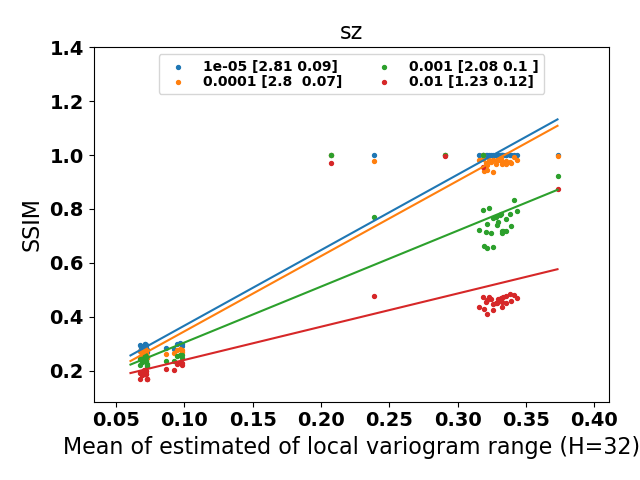 sz
1e-05 [2.81 0.09]
0.0001 [2.8  0.07]
0.001 [2.08 0.1 ]
0.01 [1.23 0.12]
SSIM
1.4
1.2
1.0
0.8
0.6
0.4
0.2
0.05 0.10 0.15 0.20 0.25 0.30 0.35 0.40
Mean of estimated of local variogram range (H=32)